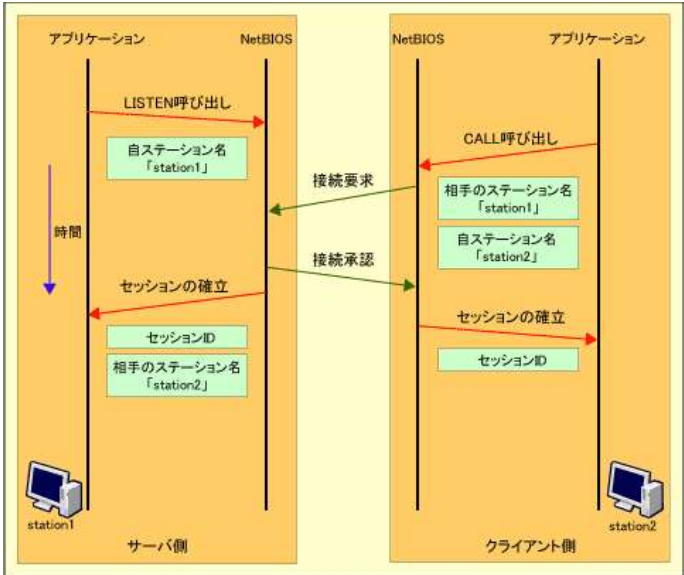 アプリケーション
NetBIOS
NetBIOS
アプリケーション
LISTEN呼び出し
自ステーション名
「station1」
CALL呼び出し
接続要求
相手のステーション名
「station1」
自ステーション名
「station2」
時間
接続承認
セッションの確立
セッションID
相手のステーション名
「station2」
セッションの確立
セッションID
station1
サーバ側
station2
クライアント側